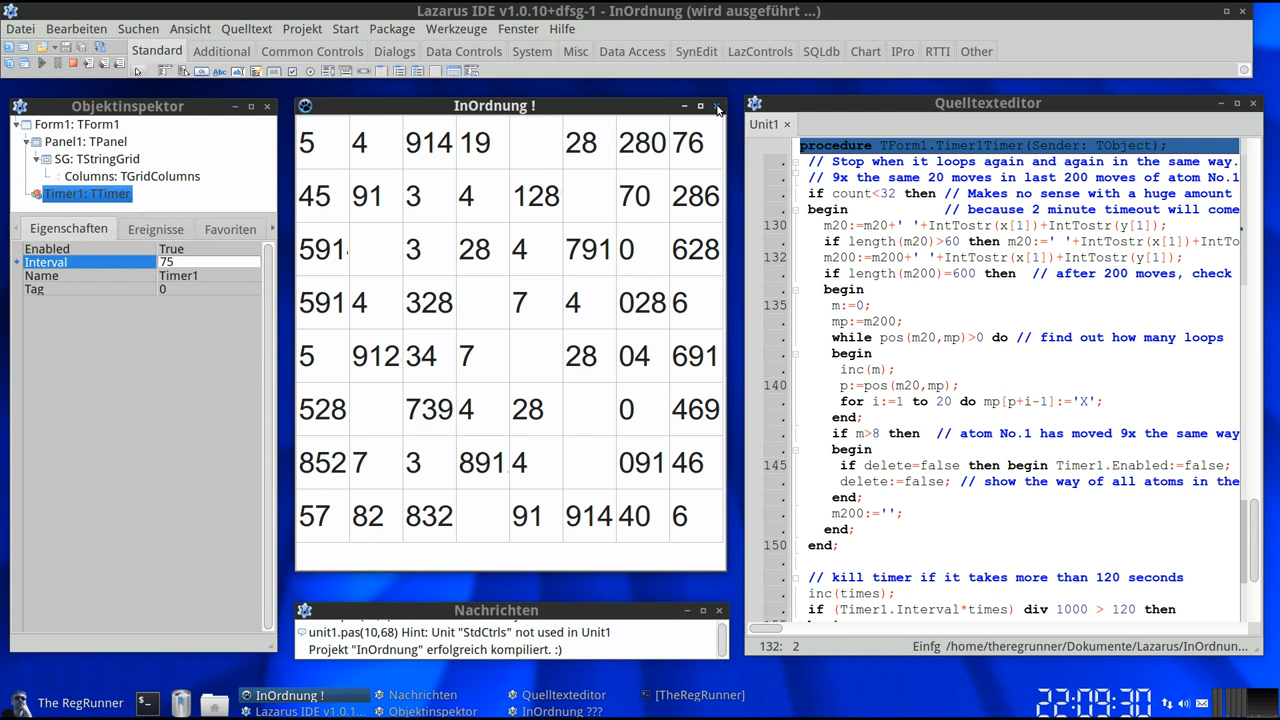 Lazarus IDE v1.0.10+dfsg-1 - InOrdnung (wird ausgeführt ...)
Datei Bearbeiten Suchen Ansicht Quelltext Projekt Start Package Werkzeuge Fenster Hilfe
Standard Additional Common Controls Dialogs Data Controls System Misc Data Access SynEdit LazControls SQLdb Chart IPro RTTI Other
Objektinspektor
Form1: TForm1
Panel1: TPanel
SG: TStringGrid
Columns: TGridColumns
Timer1: TTimer
Eigenschaften Ereignisse Favoriten
Enabled True
Interval 75
Name Timer1
Tag 0
InOrdnung !
5 4 914 19 28 280 76
45 91 3 4 128 70 286
591 3 28 4 791 0 628
591 4 328 7 4 028 6
5 912 34 7 28 04 691
528 739 4 28 0 469
852 7 3 891 4 091 46
57 82 832 91 914 40 6
Nachrichten
unit1.pas(10,68) Hint: Unit "StdCtrls" not used in Unit1
Projekt "InOrdnung" erfolgreich kompiliert. :)
Quelltexteditor
Unit1
procedure TForm1.Timer1Timer(Sender: TObject);
// Stop when it loops again and again in the same way.
// 9x the same 20 moves in last 200 moves of atom No.1
if count<32 then // Makes no sense with a huge amount
begin // because 2 minute timeout will come
130 m20:=m20+' '+IntTostr(x[1])+IntTostr(y[1]);
if length(m20)>60 then m20:=' '+IntTostr(x[1])+IntTo
132 m200:=m200+' '+IntTostr(x[1])+IntTostr(y[1]);
if length(m200)=600 then // after 200 moves, check
begin
135 m:=0;
mp:=m200;
while pos(m20,mp)>0 do // find out how many loops
begin
inc(m);
140 p:=pos(m20,mp);
for i:=1 to 20 do mp[p+i-1]:='X';
end;
if m>8 then // atom No.1 has moved 9x the same way
begin
145 if delete=false then begin Timer1.Enabled:=false;
delete:=false; // show the way of all atoms in the
end;
m200:='';
end;
150 end;
// kill timer if it takes more than 120 seconds
inc(times);
if (Timer1.Interval*times) div 1000 > 120 then
132: 2 Einfg /home/theregrunner/Dokumente/Lazarus/InOrdnun...
The RegRunner
InOrdnung ! Nachrichten Quelltexteditor [TheRegRunner]
Lazarus IDE v1.0.1... Objektinspektor InOrdnung ???
22:09:30